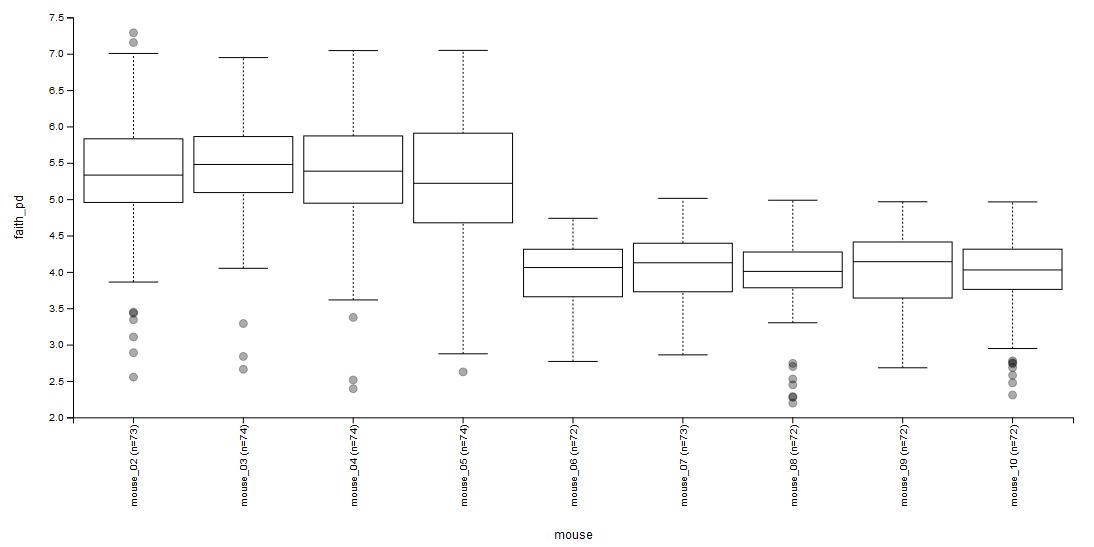 7.5
7.0
6.5
6.0
5.5
5.0
4.5
4.0
3.5
3.0
2.5
2.0
faith_pd
mouse_02 (n=73)
mouse_03 (n=74)
mouse_04 (n=74)
mouse_05 (n=74)
mouse_06 (n=72)
mouse_07 (n=73)
mouse_08 (n=72)
mouse_09 (n=72)
mouse_10 (n=72)
mouse